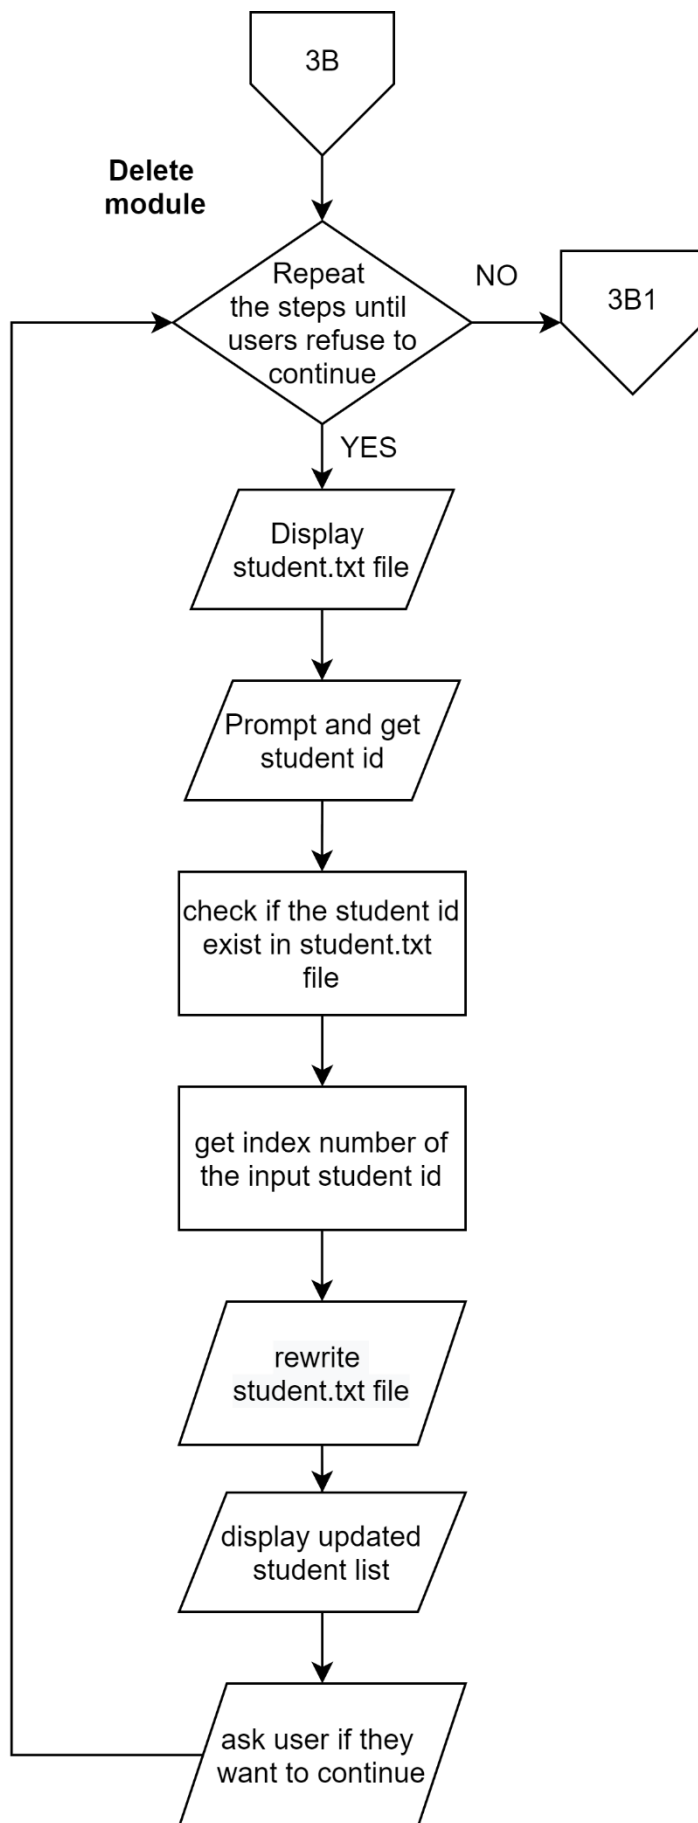 3B
Delete
module
Repeat
the steps until
users refuse to
continue
NO
3B1
YES
Display
student.txt file
Prompt and get
student id
check if the student id
exist in student.txt
file
get index number of
the input student id
rewrite
student.txt file
display updated
student list
ask user if they
want to continue